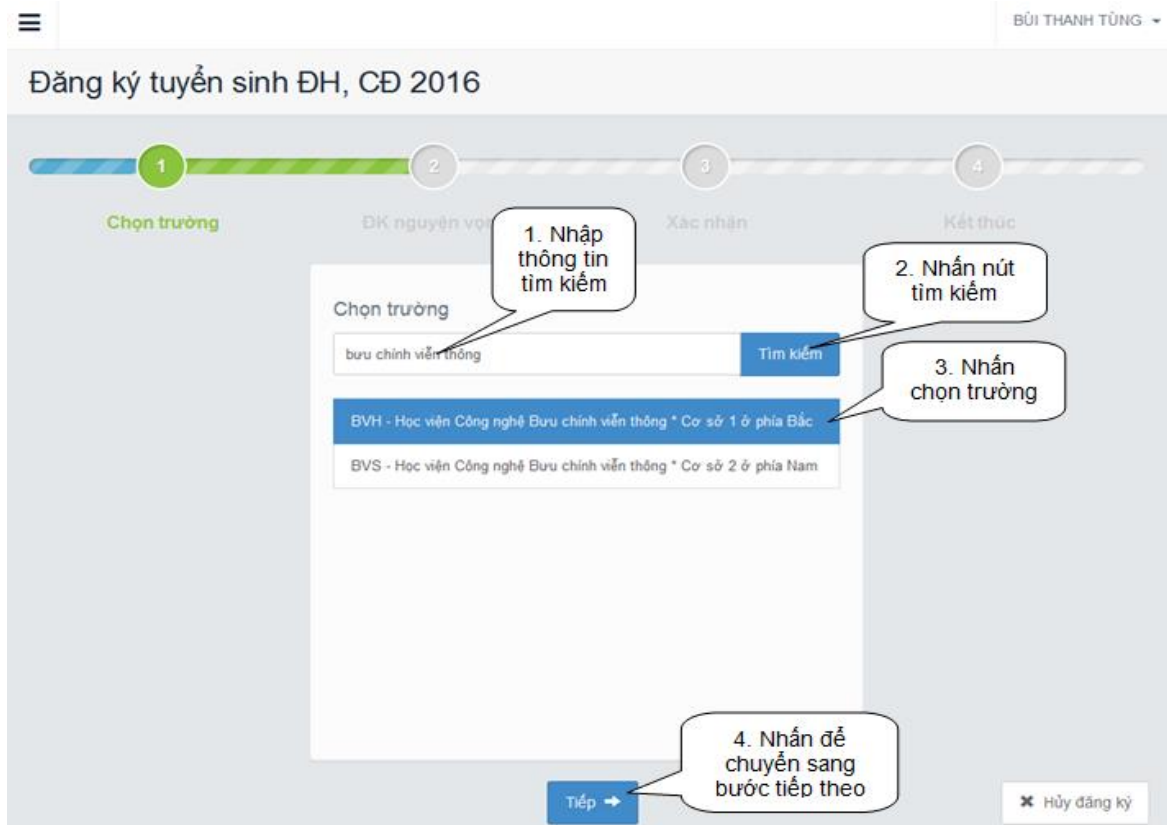 BÙI THANH TÙNG
Đăng ký tuyển sinh ĐH, CĐ 2016
1
2
3
4
Chọn trường
ĐK nguyện
Xác nhận
Kết thúc
1. Nhập
thông tin
tìm kiếm
2. Nhấn nút
tìm kiếm
Chọn trường
bưu chính viễn thông
Tìm kiếm
3. Nhấn
chọn trường
BVH - Học viện Công nghệ Bưu chính viễn thông * Cơ sở 1 ở phía Bắc
BVS - Học viện Công nghệ Bưu chính viễn thông * Cơ sở 2 ở phía Nam
4. Nhấn để
chuyển sang
bước tiếp theo
Tiếp
Hủy đăng ký